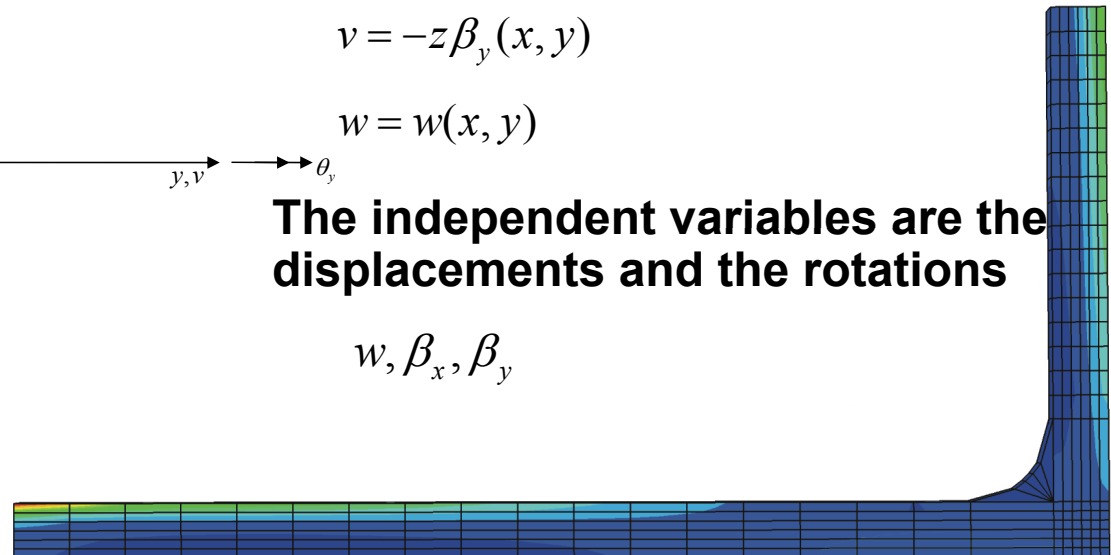 v = −zβ_y(x, y)
w = w(x, y)
y,v θ_y
The independent variables are the
displacements and the rotations
w, β_x, β_y